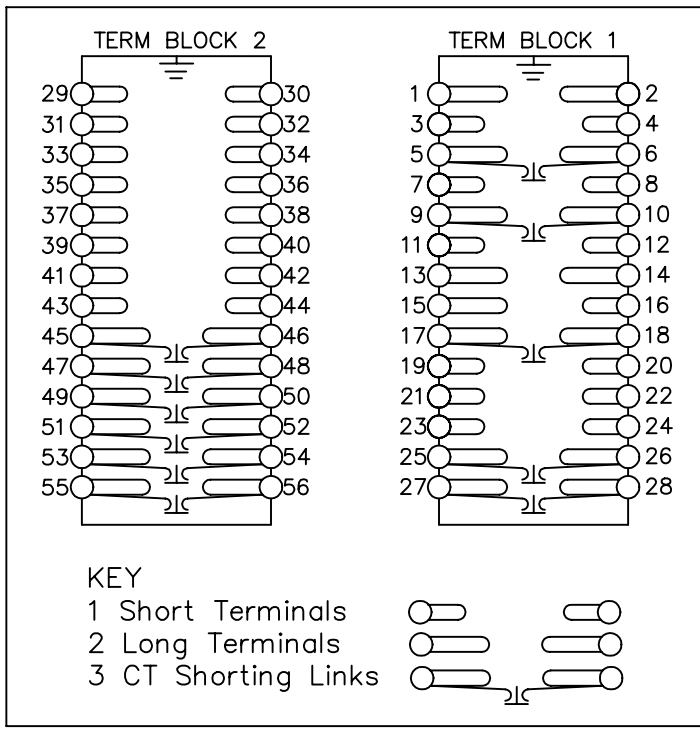 TERM BLOCK 2 TERM BLOCK 1
29 30 1 2
31 32 3 4
33 34 5 6
35 36 7 8
37 38 9 10
39 40 11 12
41 42 13 14
43 44 15 16
45 46 17 18
47 48 19 20
49 50 21 22
51 52 23 24
53 54 25 26
55 56 27 28
KEY
1 Short Terminals
2 Long Terminals
3 CT Shorting Links